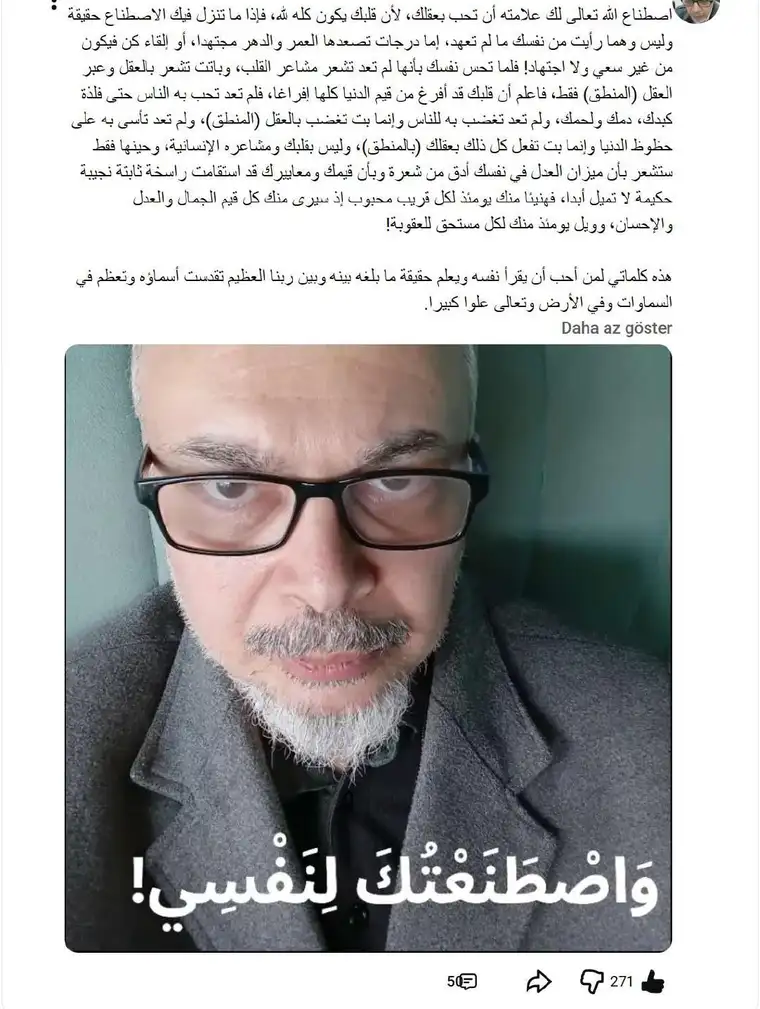 اصطناع الله تعالى لك علامته أن تحب بعقلك، لأن قلبك يكون كله لله، فإذا ما تنزل فيك الاصطناع حقيقة
وليس وهما رأيت من نفسك ما لم تعهد، إما درجات تصعدها العمر والدهر مجتهدا، أو إلقاء كن فيكون
من غير سعي ولا اجتهاد! فلما تحس نفسك بأنها لم تعد تشعر مشاعر القلب، وباتت تشعر بالعقل وعبر
العقل (المنطق) فقط، فاعلم أن قلبك قد أفرغ من قيم الدنيا كلها إفراغا، فلم تعد تحب به الناس حتى فلذة
كبدك، دمك ولحمك، ولم تعد تغضب به للناس وإنما بت تغضب بالعقل (المنطق)، ولم تعد تأسى به على
حظوظ الدنيا وإنما بت تفعل كل ذلك بعقلك (بالمنطق)، وليس بقلبك ومشاعره الإنسانية، وحينها فقط
ستشعر بأن ميزان العدل في نفسك أدق من شعرة وبأن قيمك ومعاييرك قد استقامت راسخة ثابتة نجيبة
حكيمة لا تميل أبدا، فهنيئا منك يومئذ لكل قريب محبوب إذ سيرى منك كل قيم الجمال والعدل
والإحسان، وويل يومئذ منك لكل مستحق للعقوبة!
هذه كلماتي لمن أحب أن يقرأ نفسه ويعلم حقيقة ما بلغه بينه وبين ربنا العظيم تقدست أسماؤه وتعظم في
السماوات وفي الأرض وتعالى علوا كبيرا.
Daha az göster
وَاصْطَنَعْتُكَ لِنَفْسِي!
271 50